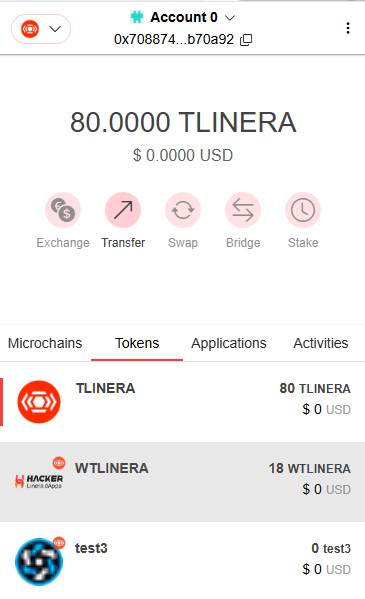 Account 0
0x708874...b70a92
80.0000 TLINERA
$ 0.0000 USD
Exchange Transfer Swap Bridge Stake
Microchains Tokens Applications Activities
TLINERA 80 TLINERA
$ 0 USD
WTLINERA 18 WTLINERA
HACKER
Linera dApps
$ 0 USD
test3 0 test3
$ 0 USD